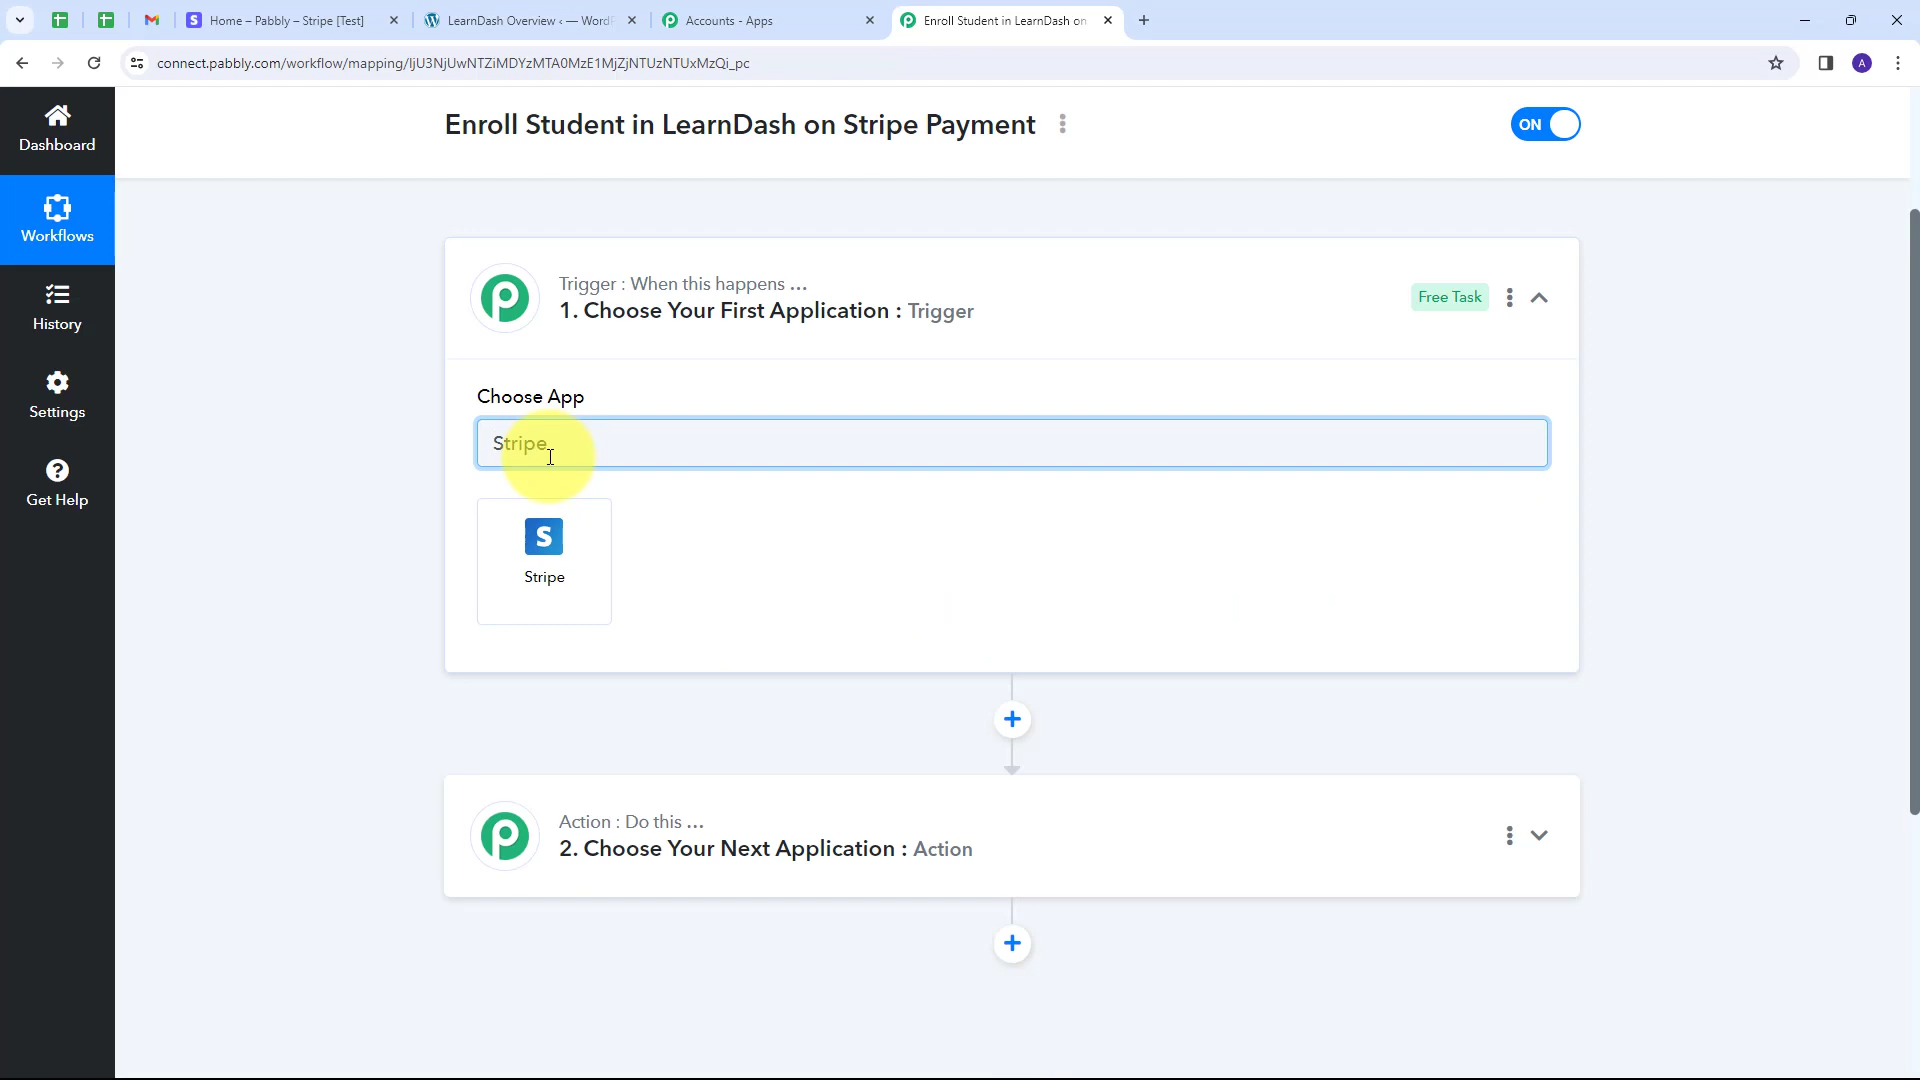 Home – Pabbly – Stripe [Test]
LearnDash Overview ‹ — Word
Accounts - Apps
Enroll Student in LearnDash on
connect.pabbly.com/workflow/mapping/IjU3NjUwNTZiMDYzMTA0MzE1MjZjNTUzNTUxMzQi_pc
A
Dashboard
Workflows
History
Settings
Get Help
Enroll Student in LearnDash on Stripe Payment
ON
Trigger : When this happens ...
1. Choose Your First Application : Trigger
Free Task
Choose App
Stripe
S
Stripe
Action : Do this ...
2. Choose Your Next Application : Action